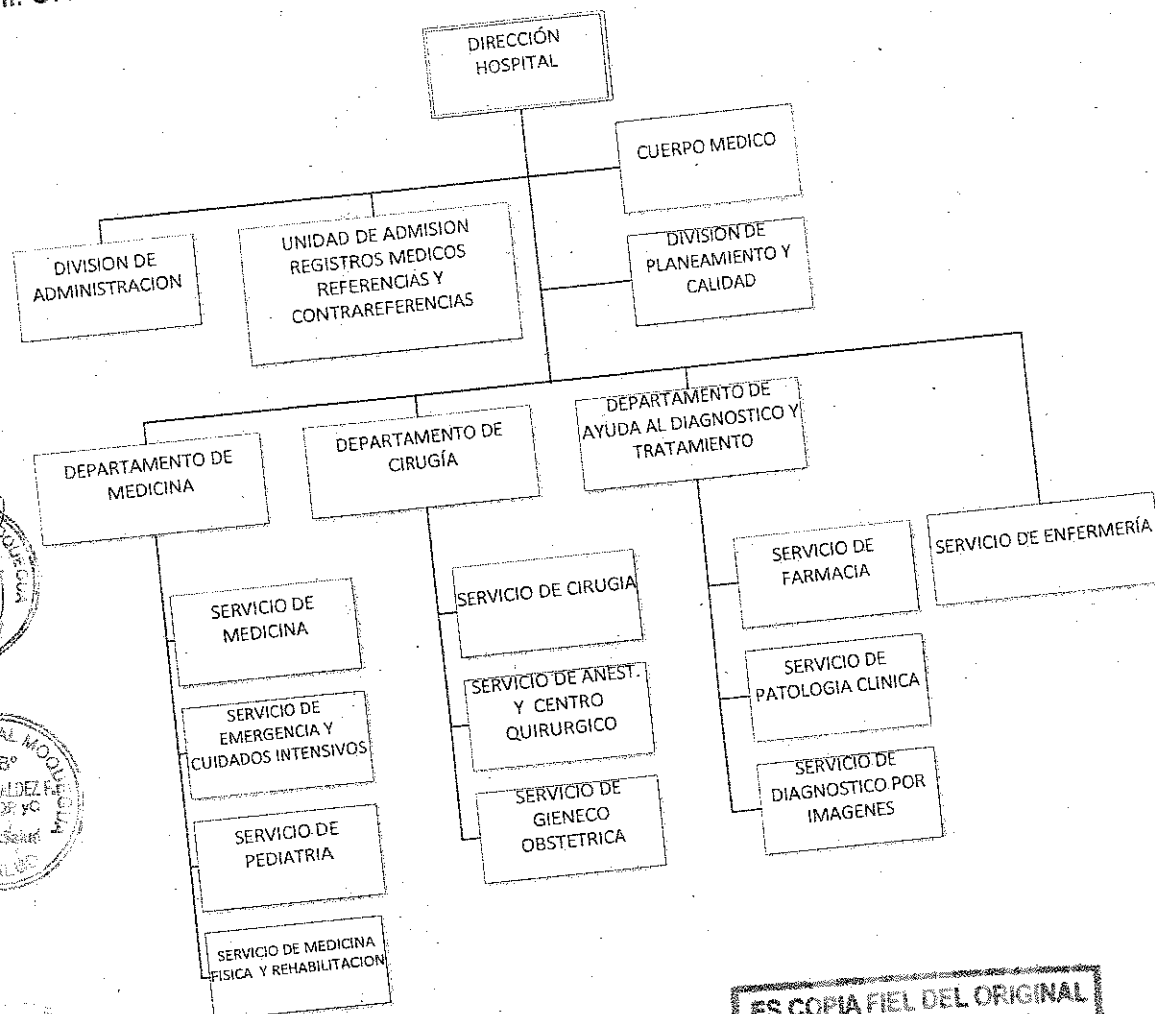 DIRECCIÓN
HOSPITAL
CUERPO MEDICO
DIVISION DE
ADMINISTRACION
UNIDAD DE ADMISION
REGISTROS MEDICOS
REFERENCIAS Y
CONTRAREFERENCIAS
DIVISION DE
PLANEAMIENTO Y
CALIDAD
DEPARTAMENTO DE
MEDICINA
DEPARTAMENTO DE
CIRUGÍA
DEPARTAMENTO DE
AYUDA AL DIAGNOSTICO Y
TRATAMIENTO
SERVICIO DE ENFERMERÍA
SERVICIO DE
MEDICINA
SERVICIO DE
EMERGENCIA Y
CUIDADOS INTENSIVOS
SERVICIO DE
PEDIATRIA
SERVICIO DE MEDICINA
FISICA Y REHABILITACION
SERVICIO DE CIRUGIA
SERVICIO DE ANEST.
Y CENTRO
QUIRURGICO
SERVICIO DE
GIENECO
OBSTETRICA
SERVICIO DE
FARMACIA
SERVICIO DE
PATOLOGIA CLINICA
SERVICIO DE
DIAGNOSTICO POR
IMAGENES
MOQUEGUA
ES COPIA FIEL DEL ORIGINAL